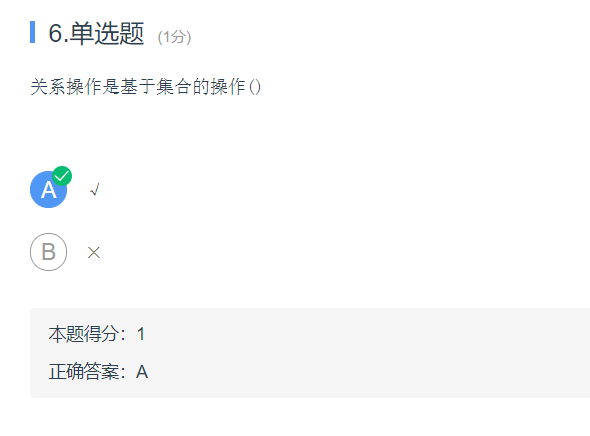 6.单选题 (1分)
关系操作是基于集合的操作()
A √
B ×
本题得分：1
正确答案：A